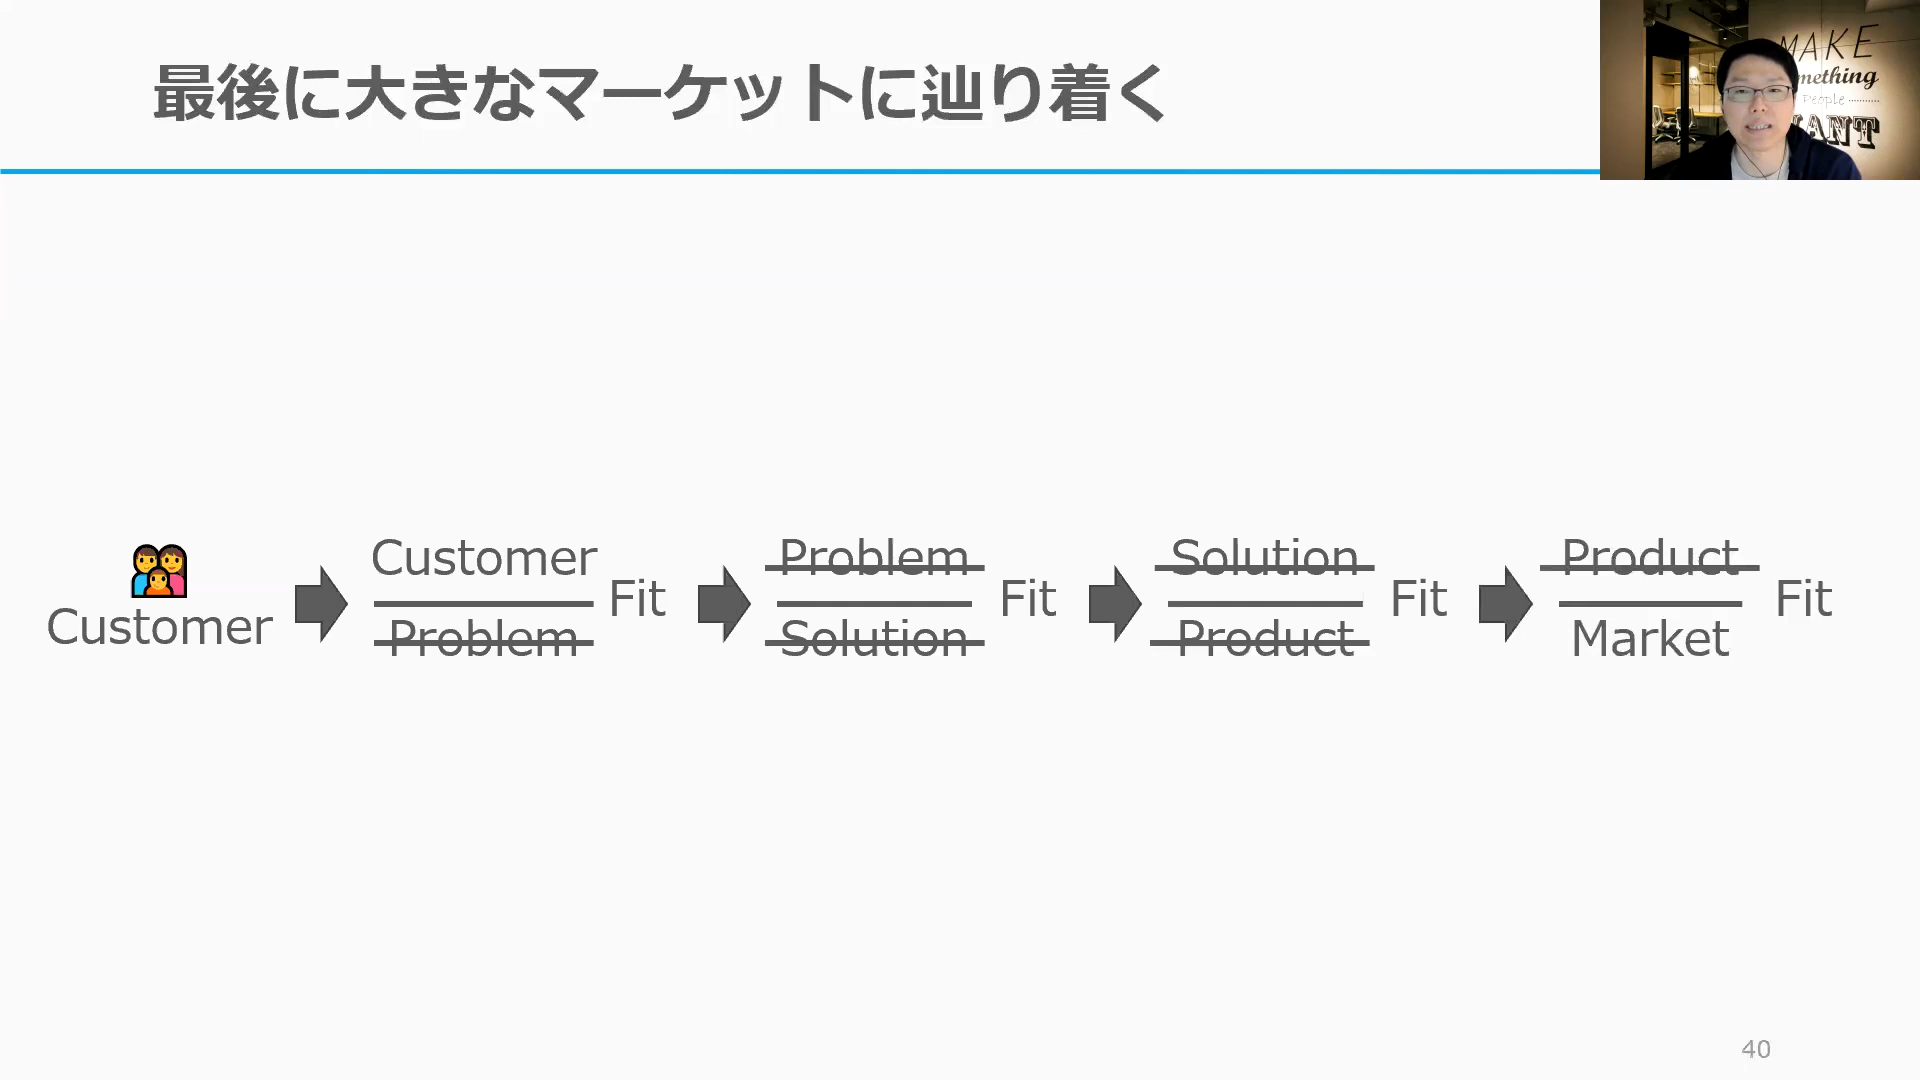 最後に大きなマーケットに辿り着く
MAKE
mething
People
ANT
Customer
Customer
Problem
Fit
Problem
Solution
Fit
Solution
Product
Fit
Product
Market
Fit
40